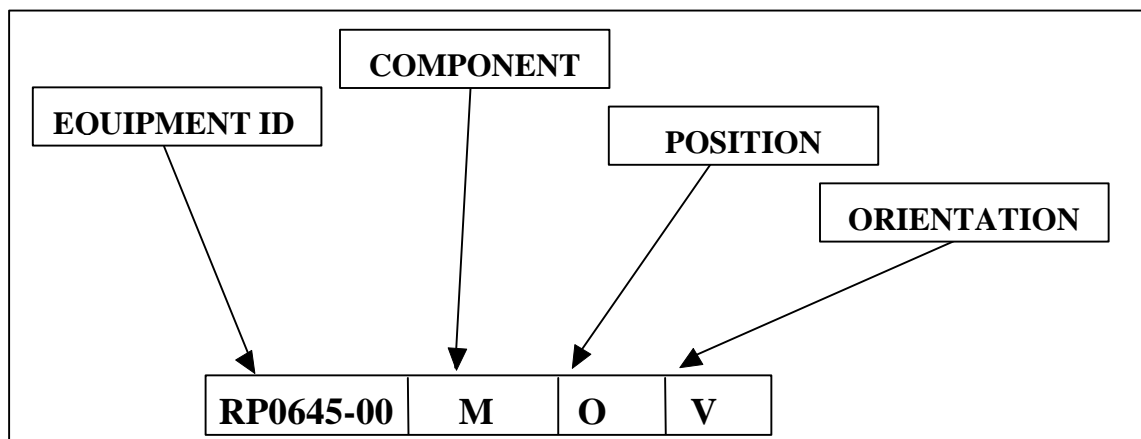 COMPONENT
EOUIPMENT ID
POSITION
ORIENTATION
RP0645-00 M O V